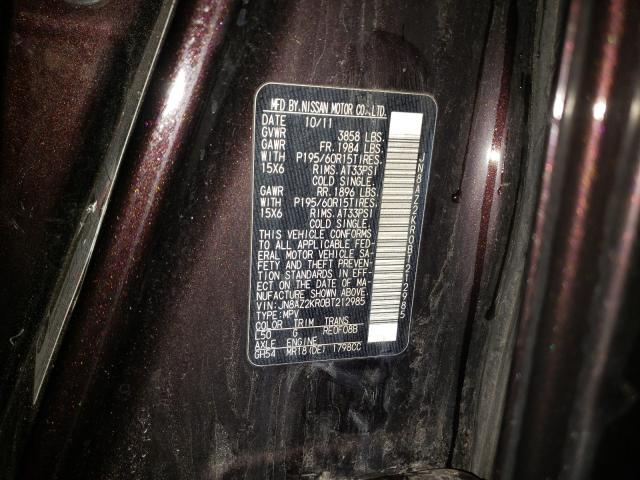 MFD BY.NISSAN MOTOR CO.,LTD.
DATE 10/11
GVWR 3858 LBS.
GAWR FR. 1984 LBS.
WITH P195/60R15TIRES.
15X6 RIMS. AT33PSI
COLD SINGLE.
GAWR RR. 1896 LBS.
WITH P195/60R15TIRES.
15X6 RIMS. AT33PSI
COLD SINGLE.
THIS VEHICLE CONFORMS
TO ALL APPLICABLE FED-
ERAL MOTOR VEHICLE SA-
FETY AND THEFT PREVEN-
TION STANDARDS IN EFF-
ECT ON THE DATE OF MA-
NUFACTURE SHOWN ABOVE
VIN: JN8AZ2KR0BT212985
TYPE: MPV
COLOR TRIM TRANS
L50 G RE0F08B
AXLE ENGINE
GH54 MR18(DE) 1798CC
JN8AZ2KR0BT212985